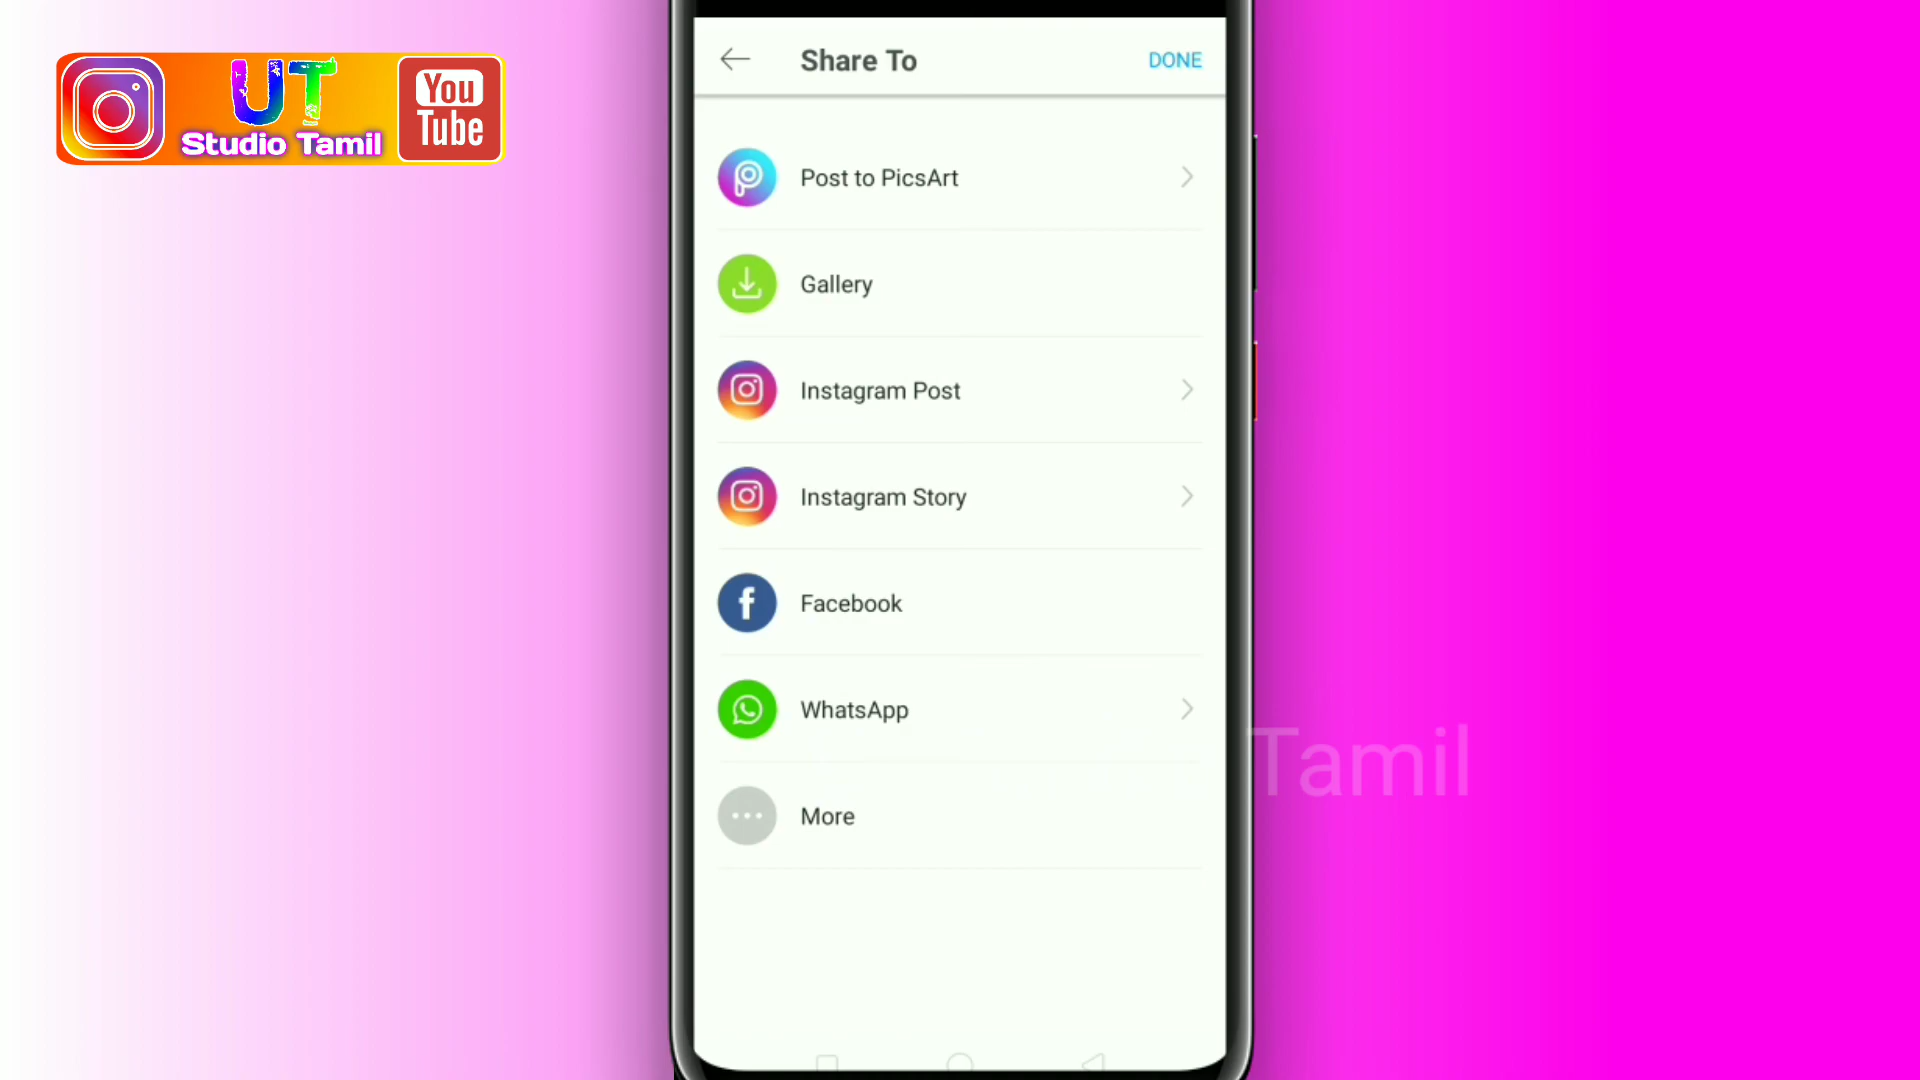 UT
Studio Tamil
You
Tube
Share To
DONE
Post to PicsArt
Gallery
Instagram Post
Instagram Story
Facebook
WhatsApp
More
Tamil